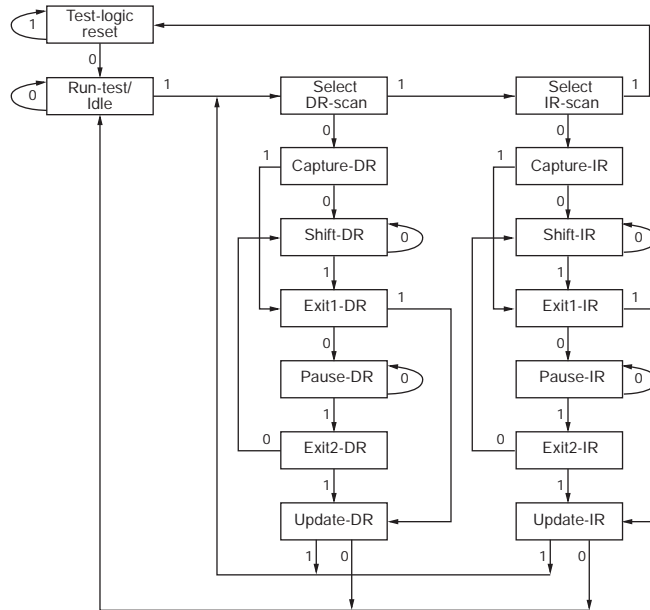 Test-logic
reset
1
0
Run-test/
Idle
0
1
Select
DR-scan
1
Select
IR-scan
1
0
0
1
Capture-DR
1
Capture-IR
0
0
Shift-DR
0
Shift-IR
0
1
1
Exit1-DR
1
Exit1-IR
1
0
0
Pause-DR
0
Pause-IR
0
1
1
0
Exit2-DR
0
Exit2-IR
1
1
Update-DR
Update-IR
1
0
1
0